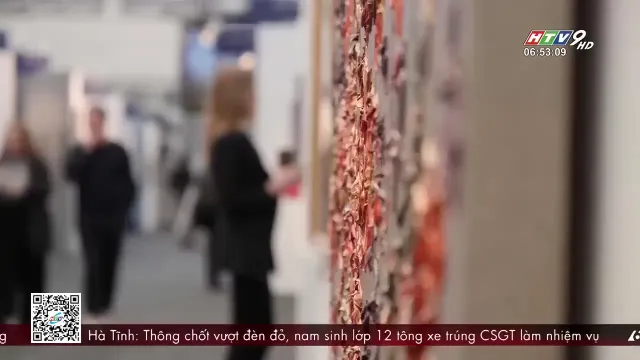 HTV9HD
06:53:09
g Hà Tĩnh: Thông chốt vượt đèn đỏ, nam sinh lớp 12 tông xe trúng CSGT làm nhiệm vụ